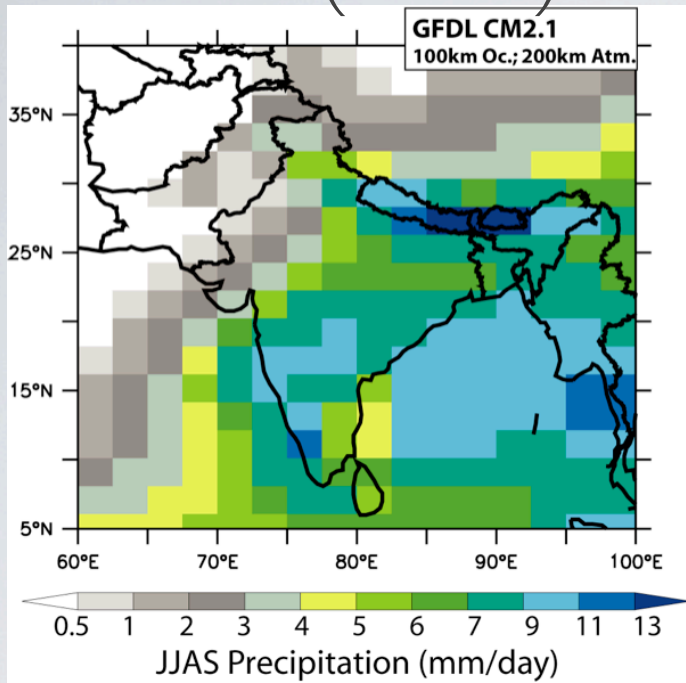 GFDL CM2.1
100km Oc.; 200km Atm.
35°N
25°N
15°N
5°N
60°E 70°E 80°E 90°E 100°E
0.5 1 2 3 4 5 6 7 9 11 13
JJAS Precipitation (mm/day)